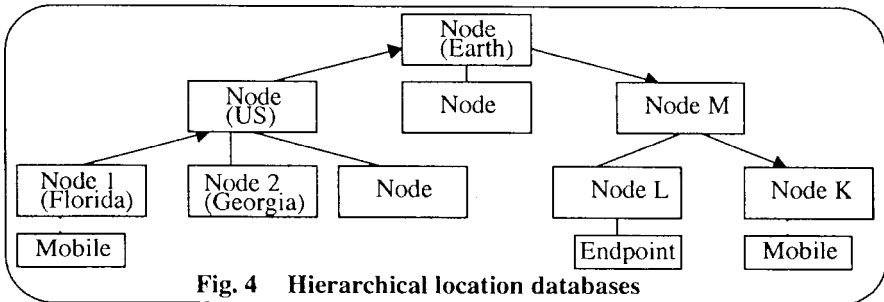 Node
(Earth)
Node
(US)
Node
Node M
Node 1
(Florida)
Node 2
(Georgia)
Node
Node L
Node K
Mobile
Endpoint
Mobile
Fig. 4 Hierarchical location databases